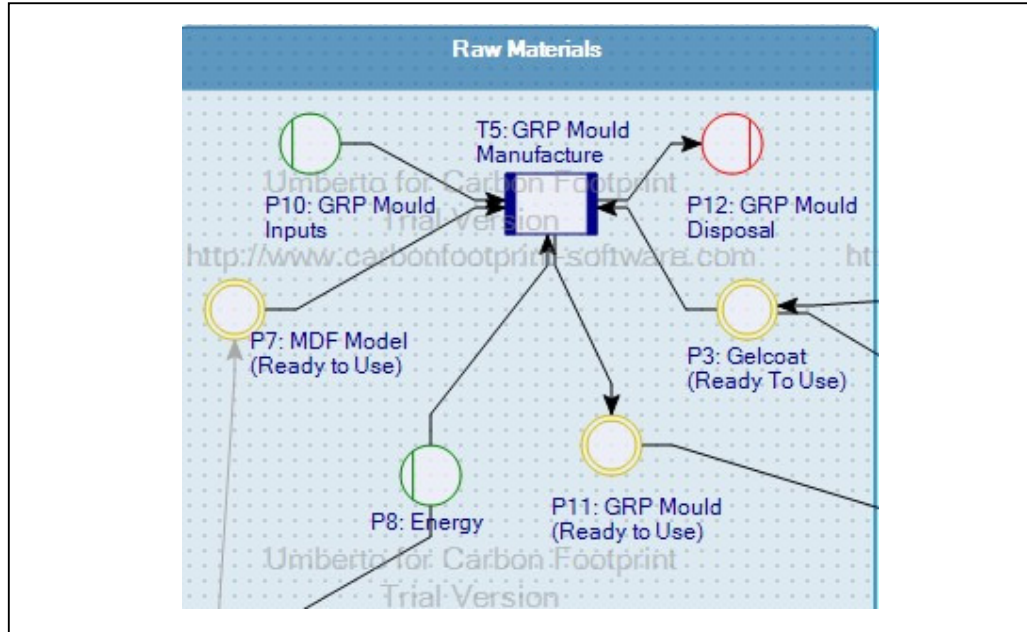 Raw Materials
T5: GRP Mould
Manufacture
Umberto for Carbon Footprint
P10: GRP Mould
Inputs
Trial Version
P12: GRP Mould
Disposal
http://www.carbonfootprint-software.com
ht
P7: MDF Model
(Ready to Use)
P3: Gelcoat
(Ready To Use)
P8: Energy
P11: GRP Mould
(Ready to Use)
Umberto for Carbon Footprint
Trial Version